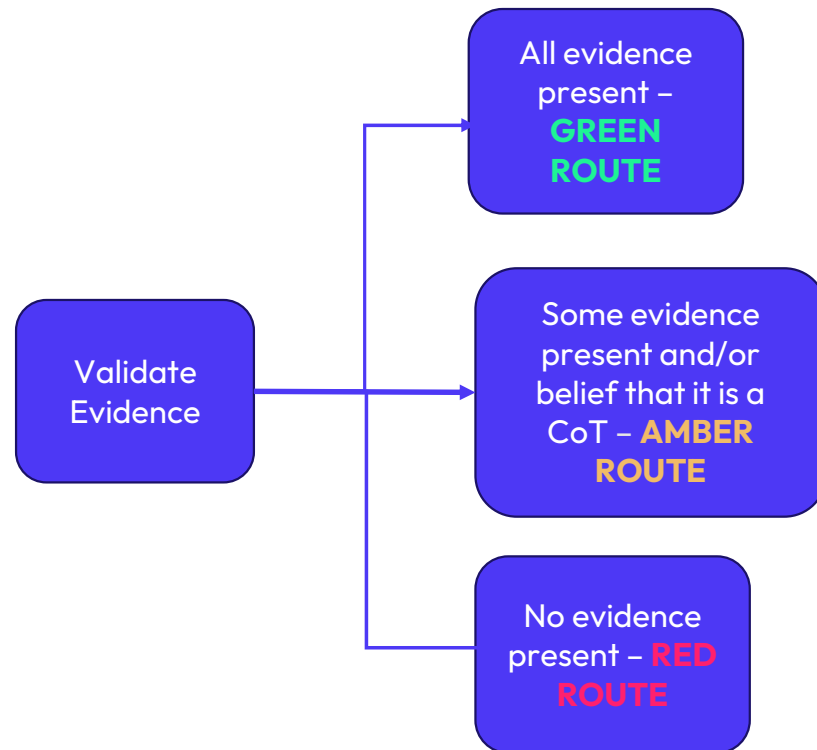 All evidence
present –
GREEN
ROUTE
Validate
Evidence
Some evidence
present and/or
belief that it is a
CoT – AMBER
ROUTE
No evidence
present – RED
ROUTE